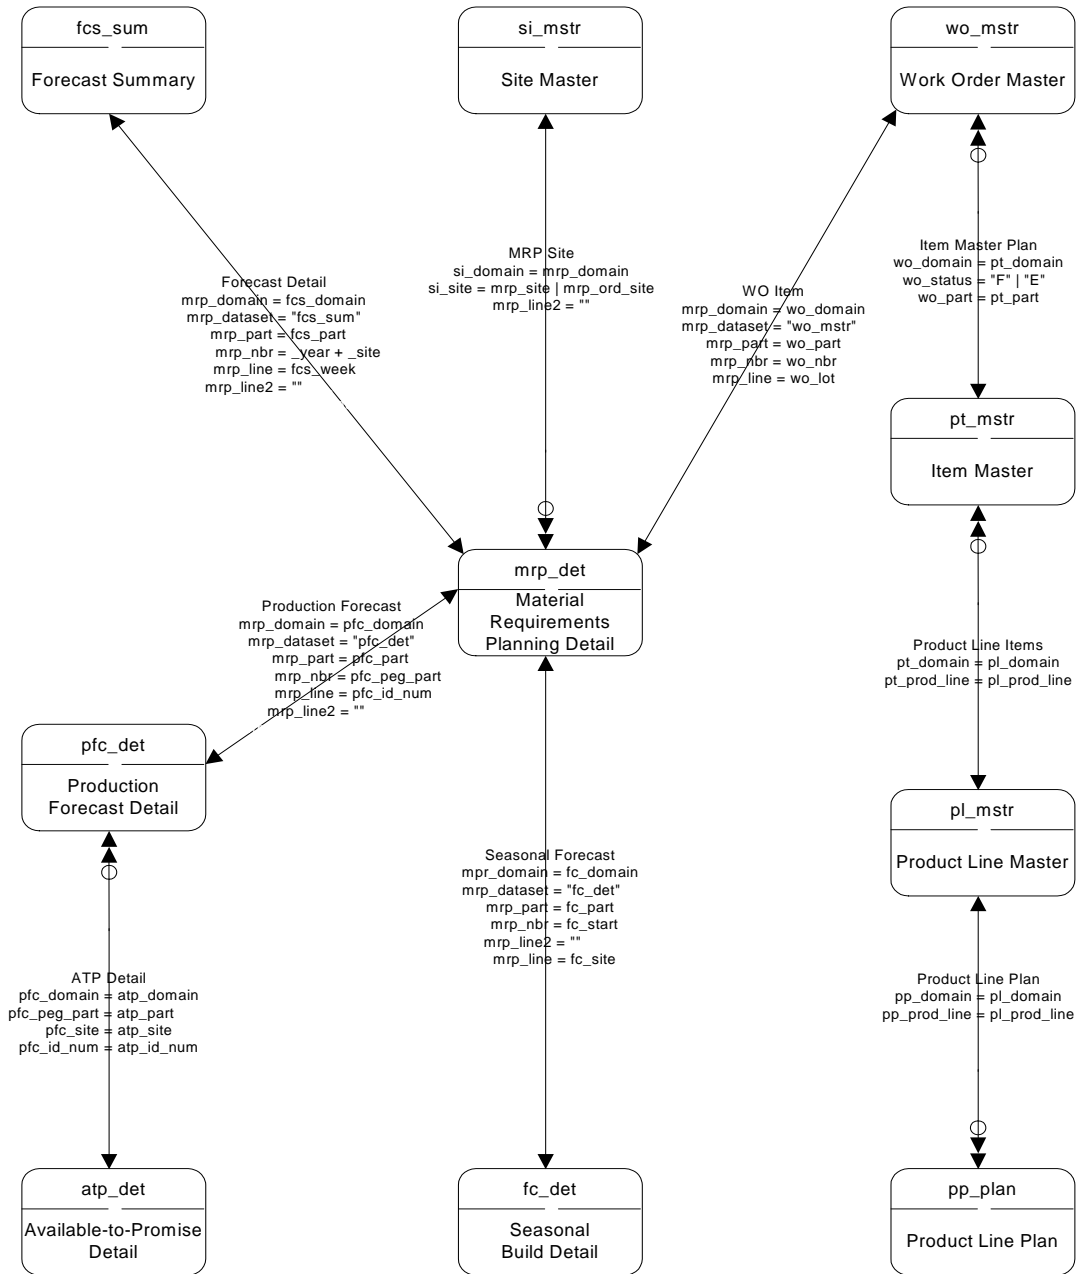 fcs_sum
Forecast Summary
si_mstr
Site Master
wo_mstr
Work Order Master
Forecast Detail
mrp_domain = fcs_domain
mrp_dataset = "fcs_sum"
mrp_part = fcs_part
mrp_nbr = _year + _site
mrp_line = fcs_week
mrp_line2 = ""
MRP Site
si_domain = mrp_domain
si_site = mrp_site | mrp_ord_site
mrp_line2 = ""
WO Item
mrp_domain = wo_domain
mrp_dataset = "wo_mstr"
mrp_part = wo_part
mrp_nbr = wo_nbr
mrp_line = wo_lot
Item Master Plan
wo_domain = pt_domain
wo_status = "F" | "E"
wo_part = pt_part
pt_mstr
Item Master
mrp_det
Material
Requirements
Planning Detail
Production Forecast
mrp_domain = pfc_domain
mrp_dataset = "pfc_det"
mrp_part = pfc_part
mrp_nbr = pfc_peg_part
mrp_line = pfc_id_num
mrp_line2 = ""
Product Line Items
pt_domain = pl_domain
pt_prod_line = pl_prod_line
pfc_det
Production
Forecast Detail
pl_mstr
Product Line Master
Seasonal Forecast
mpr_domain = fc_domain
mrp_dataset = "fc_det"
mrp_part = fc_part
mrp_nbr = fc_start
mrp_line2 = ""
mrp_line = fc_site
ATP Detail
pfc_domain = atp_domain
pfc_peg_part = atp_part
pfc_site = atp_site
pfc_id_num = atp_id_num
Product Line Plan
pp_domain = pl_domain
pp_prod_line = pl_prod_line
atp_det
Available-to-Promise
Detail
fc_det
Seasonal
Build Detail
pp_plan
Product Line Plan